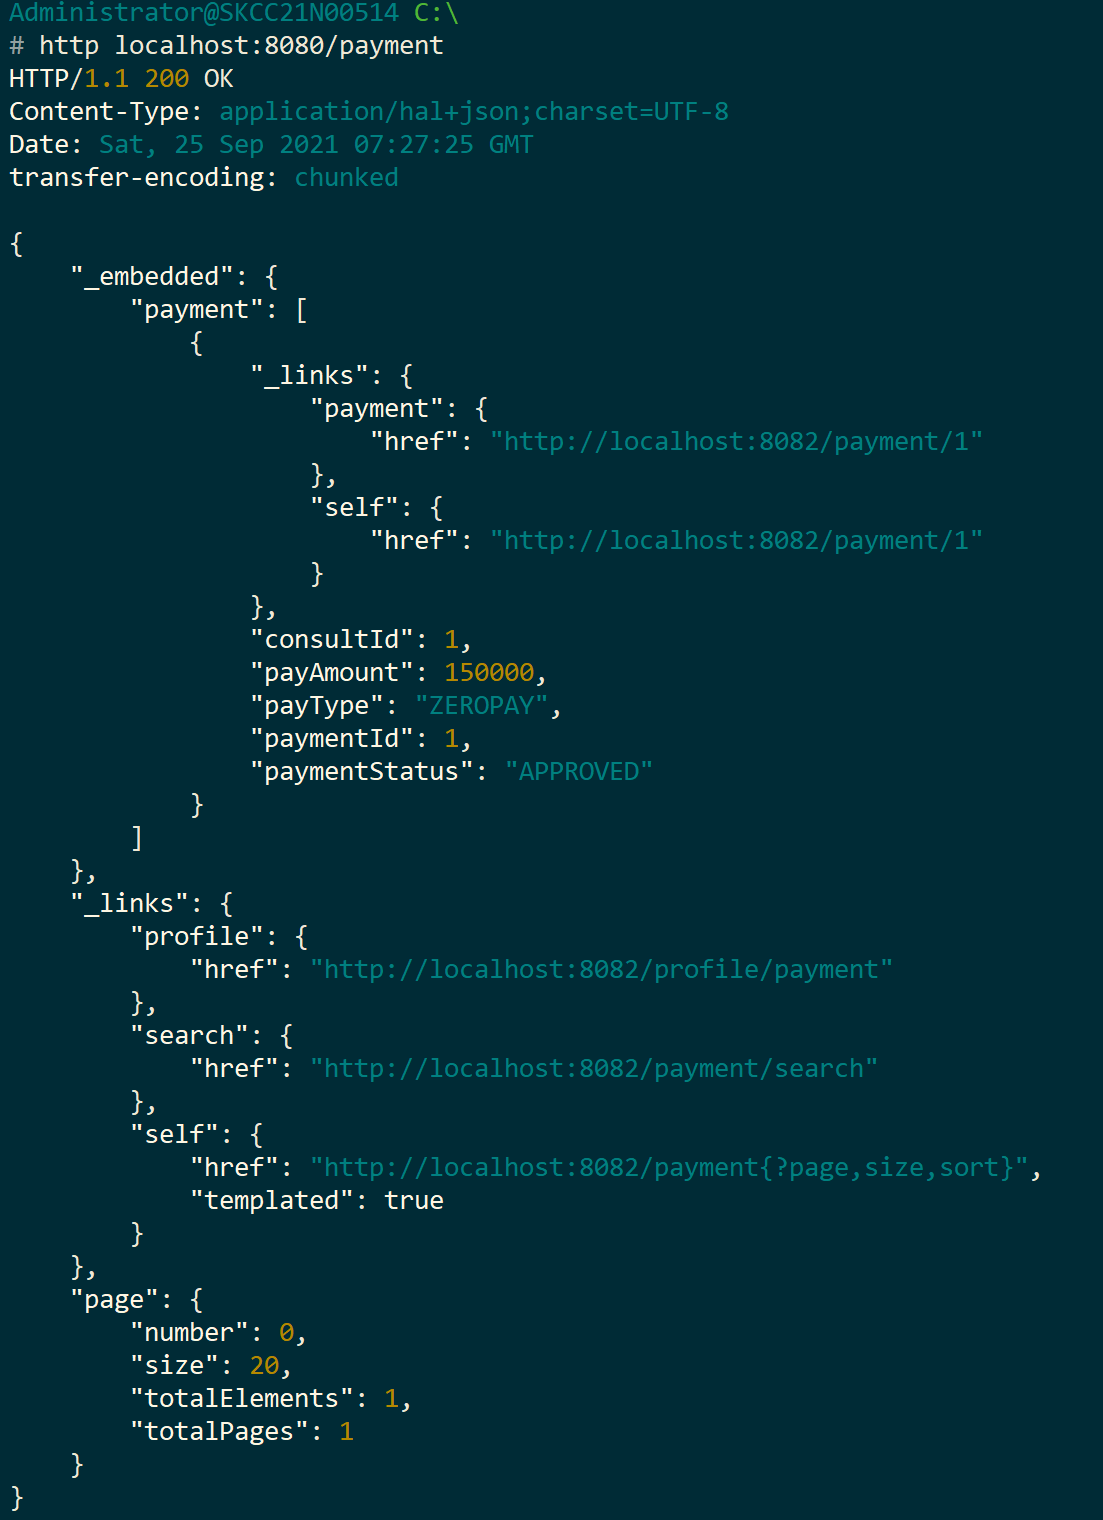 Administrator@SKCC21N00514 C:\
# http localhost:8080/payment
HTTP/1.1 200 OK
Content-Type: application/hal+json;charset=UTF-8
Date: Sat, 25 Sep 2021 07:27:25 GMT
transfer-encoding: chunked

{
    "_embedded": {
        "payment": [
            {
                "_links": {
                    "payment": {
                        "href": "http://localhost:8082/payment/1"
                    },
                    "self": {
                        "href": "http://localhost:8082/payment/1"
                    }
                },
                "consultId": 1,
                "payAmount": 150000,
                "payType": "ZEROPAY",
                "paymentId": 1,
                "paymentStatus": "APPROVED"
            }
        ]
    },
    "_links": {
        "profile": {
            "href": "http://localhost:8082/profile/payment"
        },
        "search": {
            "href": "http://localhost:8082/payment/search"
        },
        "self": {
            "href": "http://localhost:8082/payment{?page,size,sort}",
            "templated": true
        }
    },
    "page": {
        "number": 0,
        "size": 20,
        "totalElements": 1,
        "totalPages": 1
    }
}